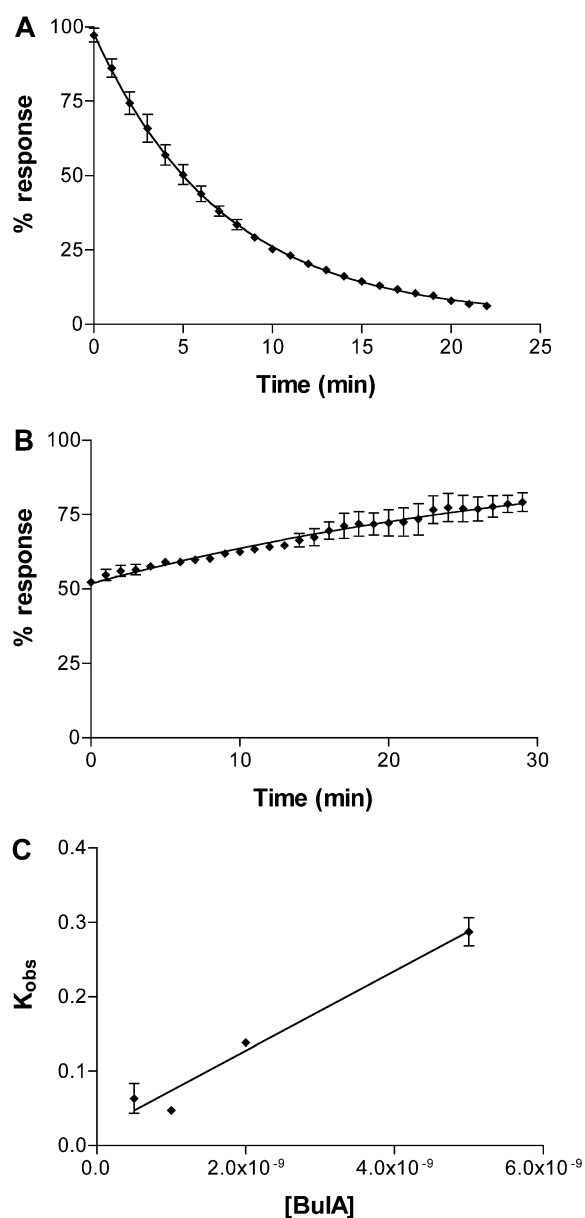 A
% response
100
75
50
25
0
0 5 10 15 20 25
Time (min)
B
% response
100
75
50
25
0
0 10 20 30
Time (min)
C
Kobs
0.4
0.3
0.2
0.1
0.0
0.0 2.0x10-9 4.0x10-9 6.0x10-9
[BuIA]